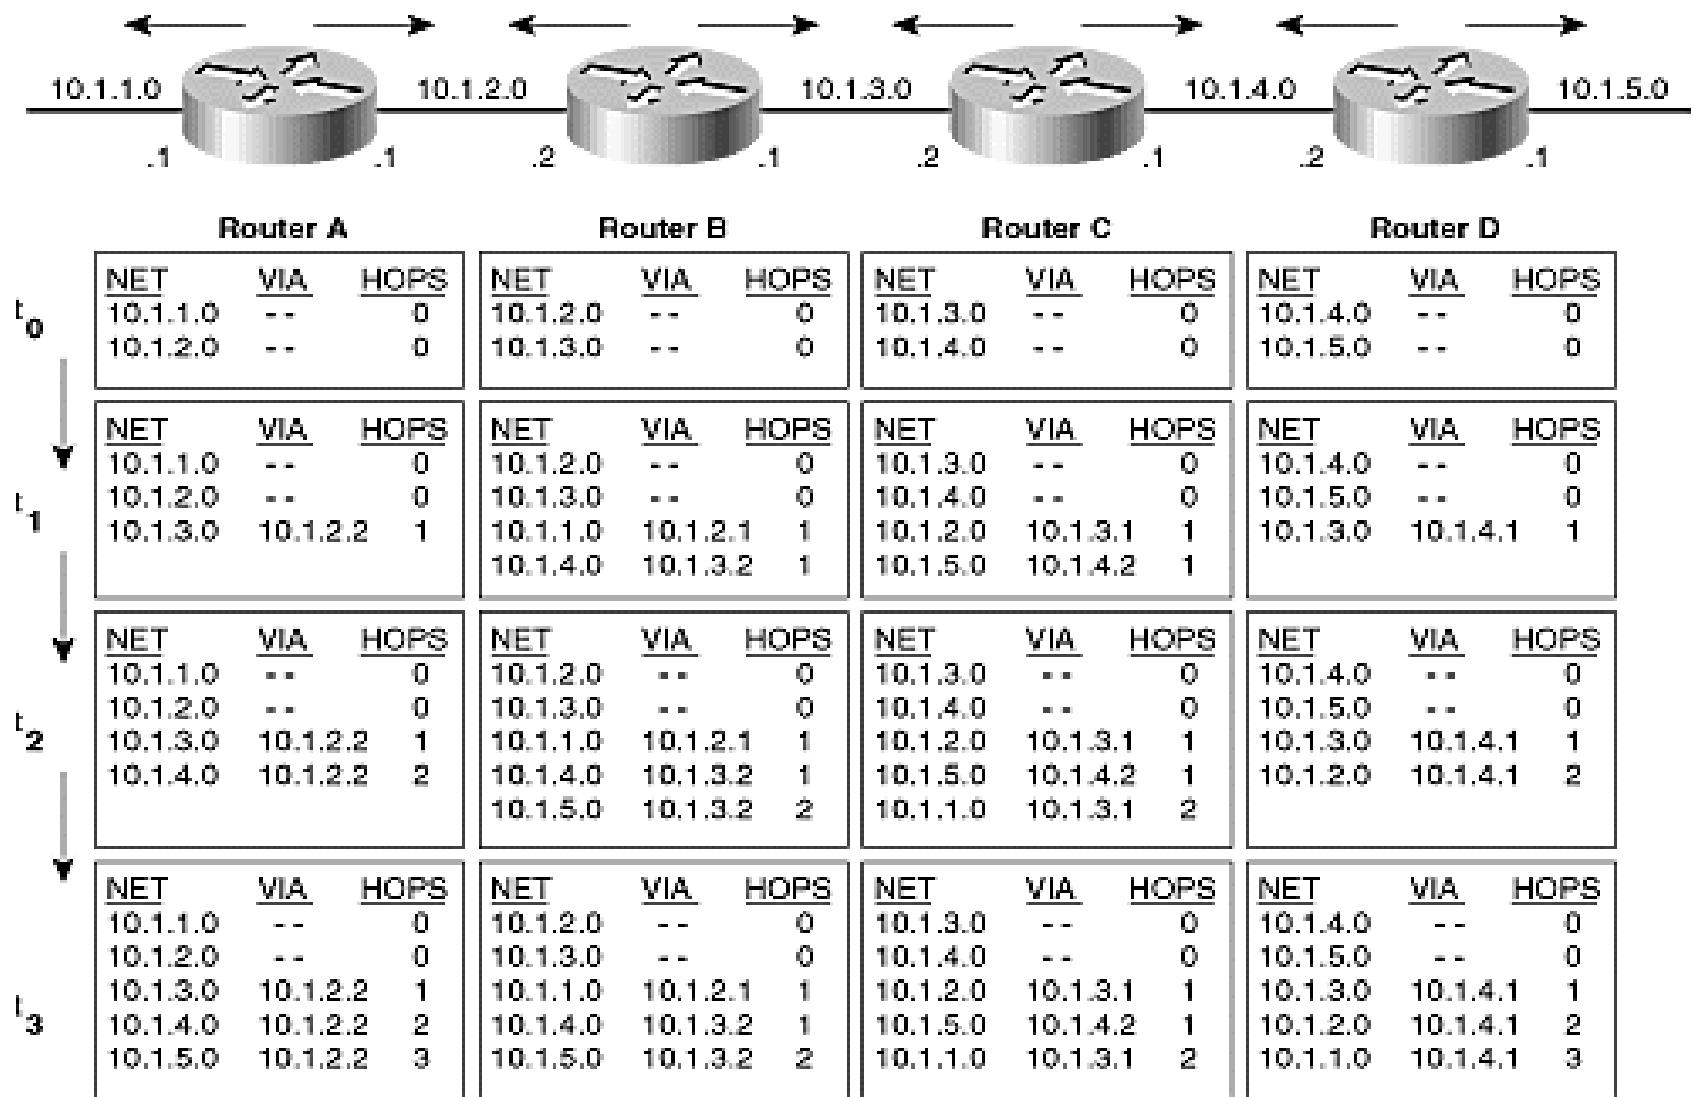 10.1.1.0 10.1.2.0 10.1.3.0 10.1.4.0 10.1.5.0
.1 .1 .2 .1 .2 .1 .2 .1
Router A Router B Router C Router D
t0
NET VIA HOPS NET VIA HOPS NET VIA HOPS NET VIA HOPS
10.1.1.0 -- 0 10.1.2.0 -- 0 10.1.3.0 -- 0 10.1.4.0 -- 0
10.1.2.0 -- 0 10.1.3.0 -- 0 10.1.4.0 -- 0 10.1.5.0 -- 0
t1
NET VIA HOPS NET VIA HOPS NET VIA HOPS NET VIA HOPS
10.1.1.0 -- 0 10.1.2.0 -- 0 10.1.3.0 -- 0 10.1.4.0 -- 0
10.1.2.0 -- 0 10.1.3.0 -- 0 10.1.4.0 -- 0 10.1.5.0 -- 0
10.1.3.0 10.1.2.2 1 10.1.1.0 10.1.2.1 1 10.1.2.0 10.1.3.1 1 10.1.3.0 10.1.4.1 1
10.1.4.0 10.1.3.2 1 10.1.5.0 10.1.4.2 1
t2
NET VIA HOPS NET VIA HOPS NET VIA HOPS NET VIA HOPS
10.1.1.0 -- 0 10.1.2.0 -- 0 10.1.3.0 -- 0 10.1.4.0 -- 0
10.1.2.0 -- 0 10.1.3.0 -- 0 10.1.4.0 -- 0 10.1.5.0 -- 0
10.1.3.0 10.1.2.2 1 10.1.1.0 10.1.2.1 1 10.1.2.0 10.1.3.1 1 10.1.3.0 10.1.4.1 1
10.1.4.0 10.1.2.2 2 10.1.4.0 10.1.3.2 1 10.1.5.0 10.1.4.2 1 10.1.2.0 10.1.4.1 2
10.1.5.0 10.1.3.2 2 10.1.1.0 10.1.3.1 2
t3
NET VIA HOPS NET VIA HOPS NET VIA HOPS NET VIA HOPS
10.1.1.0 -- 0 10.1.2.0 -- 0 10.1.3.0 -- 0 10.1.4.0 -- 0
10.1.2.0 -- 0 10.1.3.0 -- 0 10.1.4.0 -- 0 10.1.5.0 -- 0
10.1.3.0 10.1.2.2 1 10.1.1.0 10.1.2.1 1 10.1.2.0 10.1.3.1 1 10.1.3.0 10.1.4.1 1
10.1.4.0 10.1.2.2 2 10.1.4.0 10.1.3.2 1 10.1.5.0 10.1.4.2 1 10.1.2.0 10.1.4.1 2
10.1.5.0 10.1.2.2 3 10.1.5.0 10.1.3.2 2 10.1.1.0 10.1.3.1 2 10.1.1.0 10.1.4.1 3